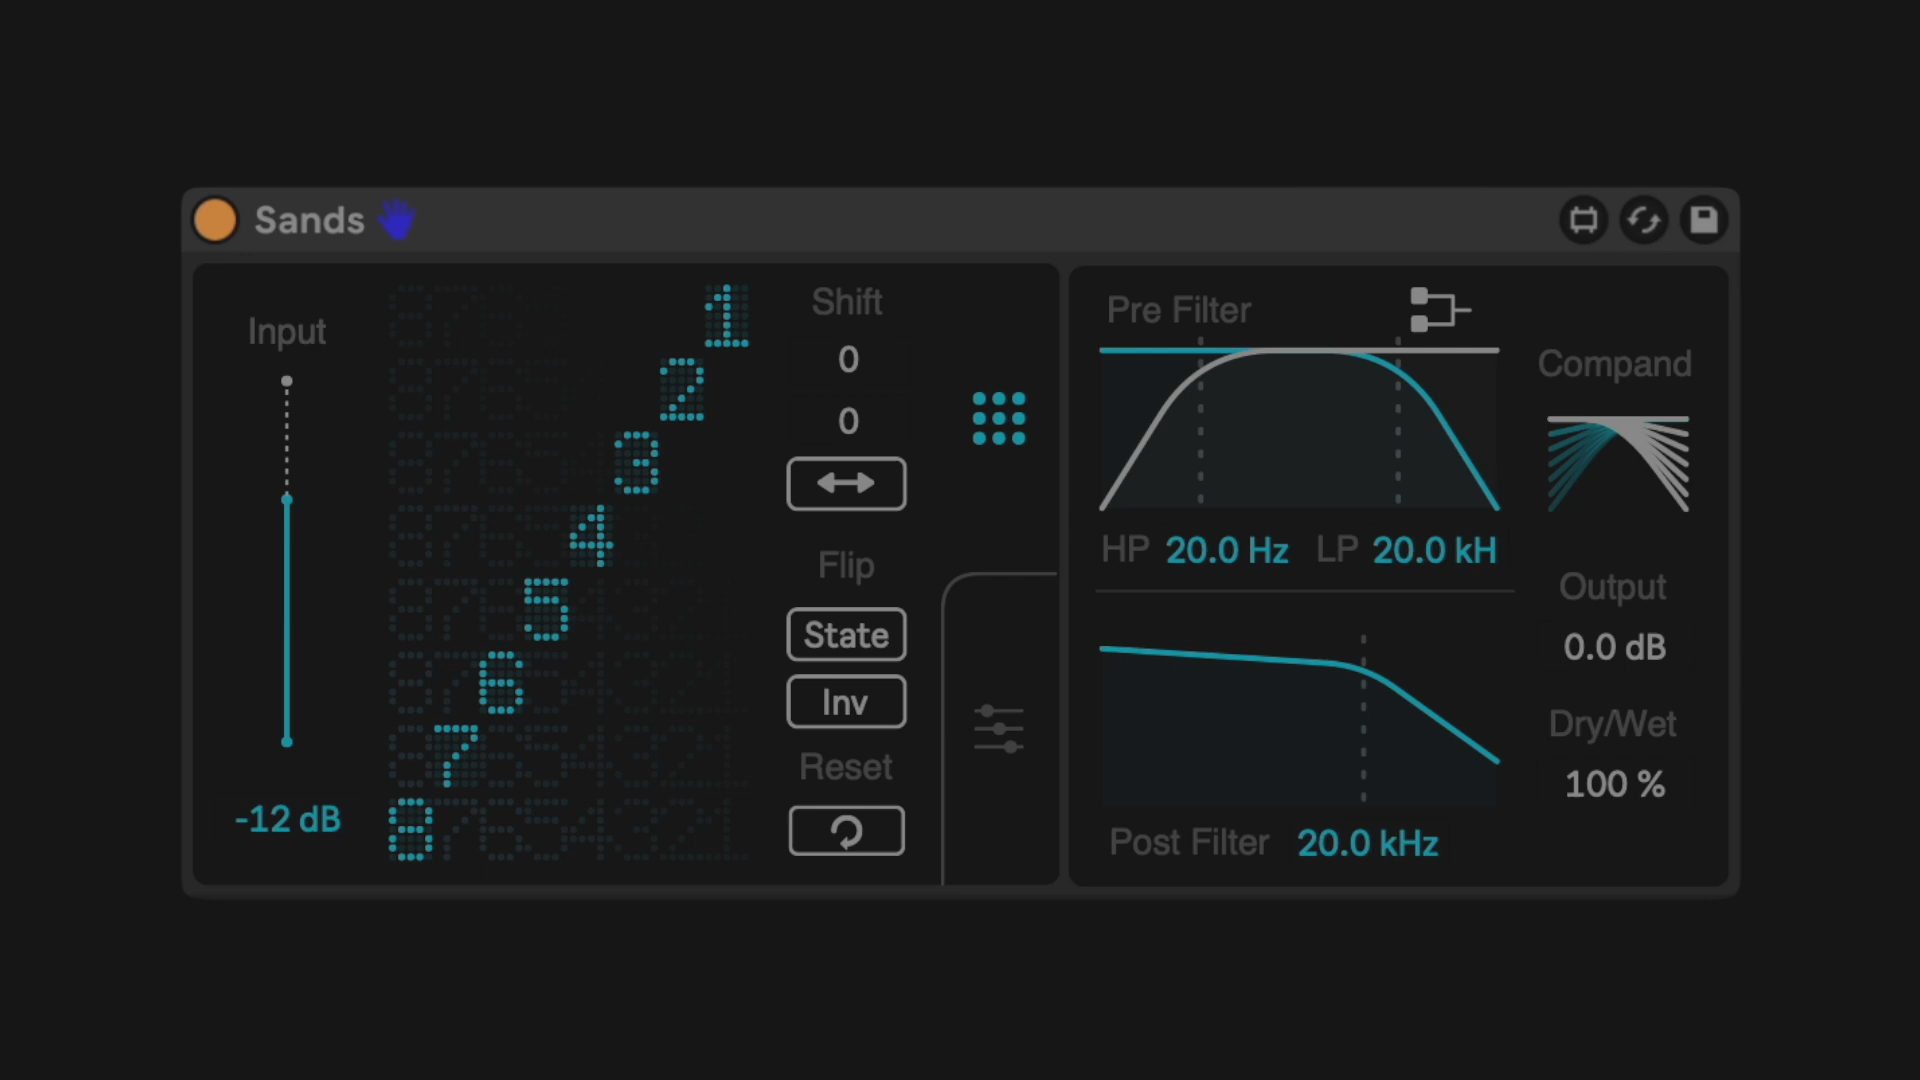 Sands
Input
-12 dB
1
2
3
4
5
6
7
8
Shift
0
0
Flip
State
Inv
Reset
Pre Filter
HP 20.0 Hz LP 20.0 kH
Post Filter 20.0 kHz
Compand
Output
0.0 dB
Dry/Wet
100 %